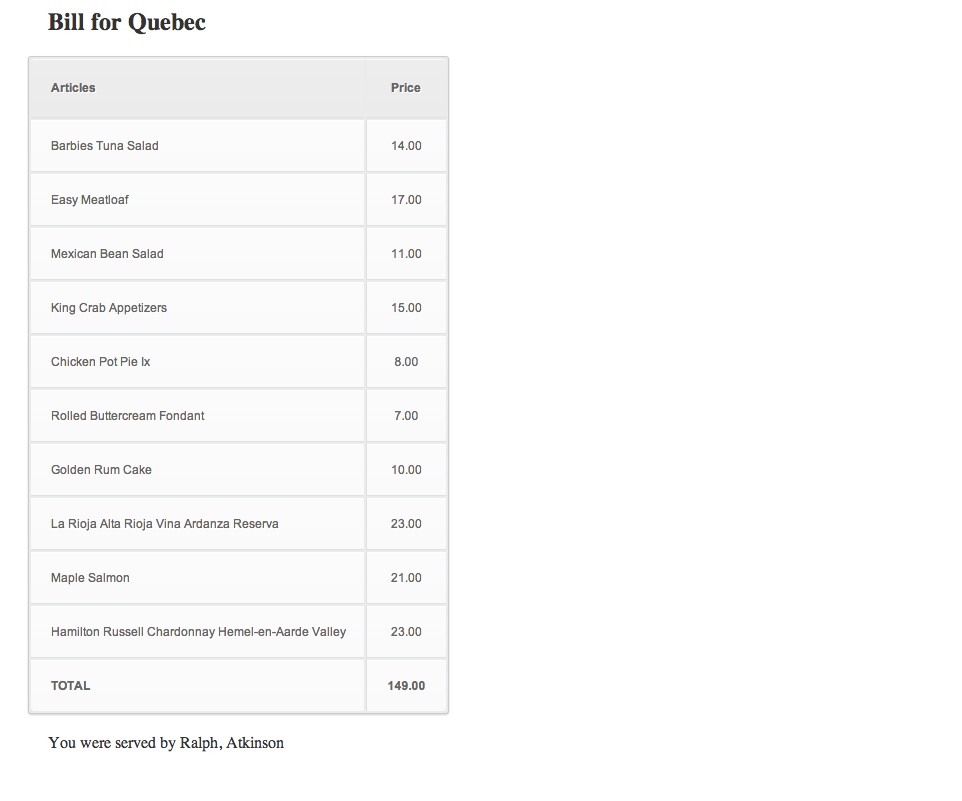 Bill for Quebec
Articles Price
Barbies Tuna Salad 14.00
Easy Meatloaf 17.00
Mexican Bean Salad 11.00
King Crab Appetizers 15.00
Chicken Pot Pie Ix 8.00
Rolled Buttercream Fondant 7.00
Golden Rum Cake 10.00
La Rioja Alta Rioja Vina Ardanza Reserva 23.00
Maple Salmon 21.00
Hamilton Russell Chardonnay Hemel-en-Aarde Valley 23.00
TOTAL 149.00
You were served by Ralph, Atkinson